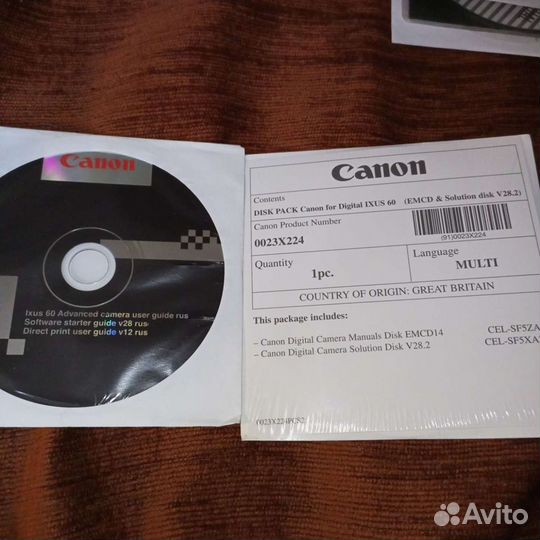 Canon
Ixus 60 Advanced camera user guide rus
Software starter guide v28 rus
Direct print user guide v12 rus
Canon
Contents
DISK PACK Canon for Digital IXUS 60 (EMCD & Solution disk V28.2)
Canon Product Number
0023X224
(91)0023X224
Quantity
1pc.
Language
MULTI
COUNTRY OF ORIGIN: GREAT BRITAIN
This package includes:
– Canon Digital Camera Manuals Disk EMCD14 CEL-SF5ZA
– Canon Digital Camera Solution Disk V28.2 CEL-SF5XA
0023X224PCS2
Avito